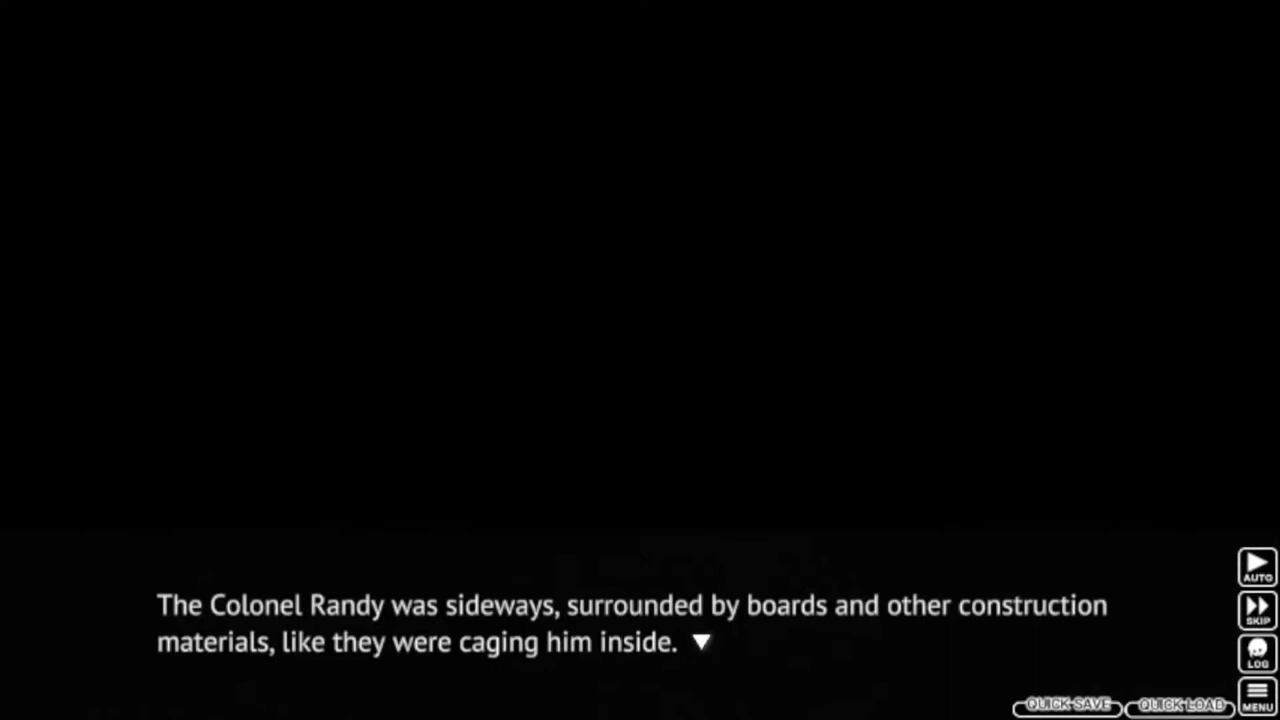 The Colonel Randy was sideways, surrounded by boards and other construction
materials, like they were caging him inside.
AUTO
SKIP
LOG
MENU
QUICK SAVE
QUICK LOAD